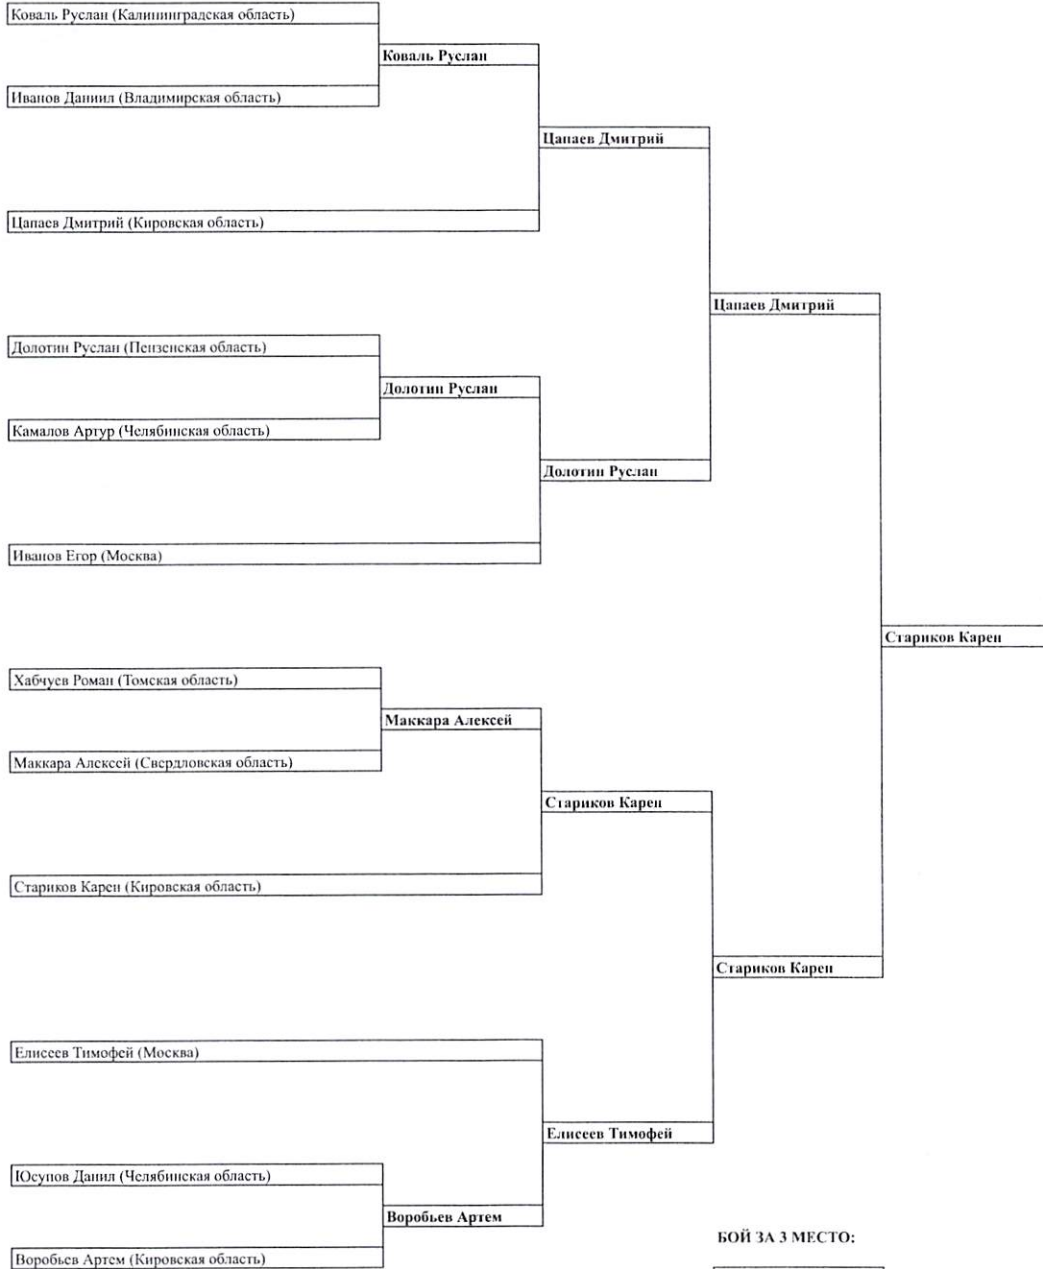 Коваль Руслан (Калининградская область)
Коваль Руслан
Иванов Даниил (Владимирская область)
Цапаев Дмитрий
Цапаев Дмитрий (Кировская область)
Цапаев Дмитрий
Долотин Руслан (Пензенская область)
Долотин Руслан
Камалов Артур (Челябинская область)
Долотин Руслан
Иванов Егор (Москва)
Стариков Карен
Хабчуев Роман (Томская область)
Маккара Алексей
Маккара Алексей (Свердловская область)
Стариков Карен
Стариков Карен (Кировская область)
Стариков Карен
Елисеев Тимофей (Москва)
Елисеев Тимофей
Юсупов Данил (Челябинская область)
Воробьев Артем
Воробьев Артем (Кировская область)
БОЙ ЗА 3 МЕСТО: